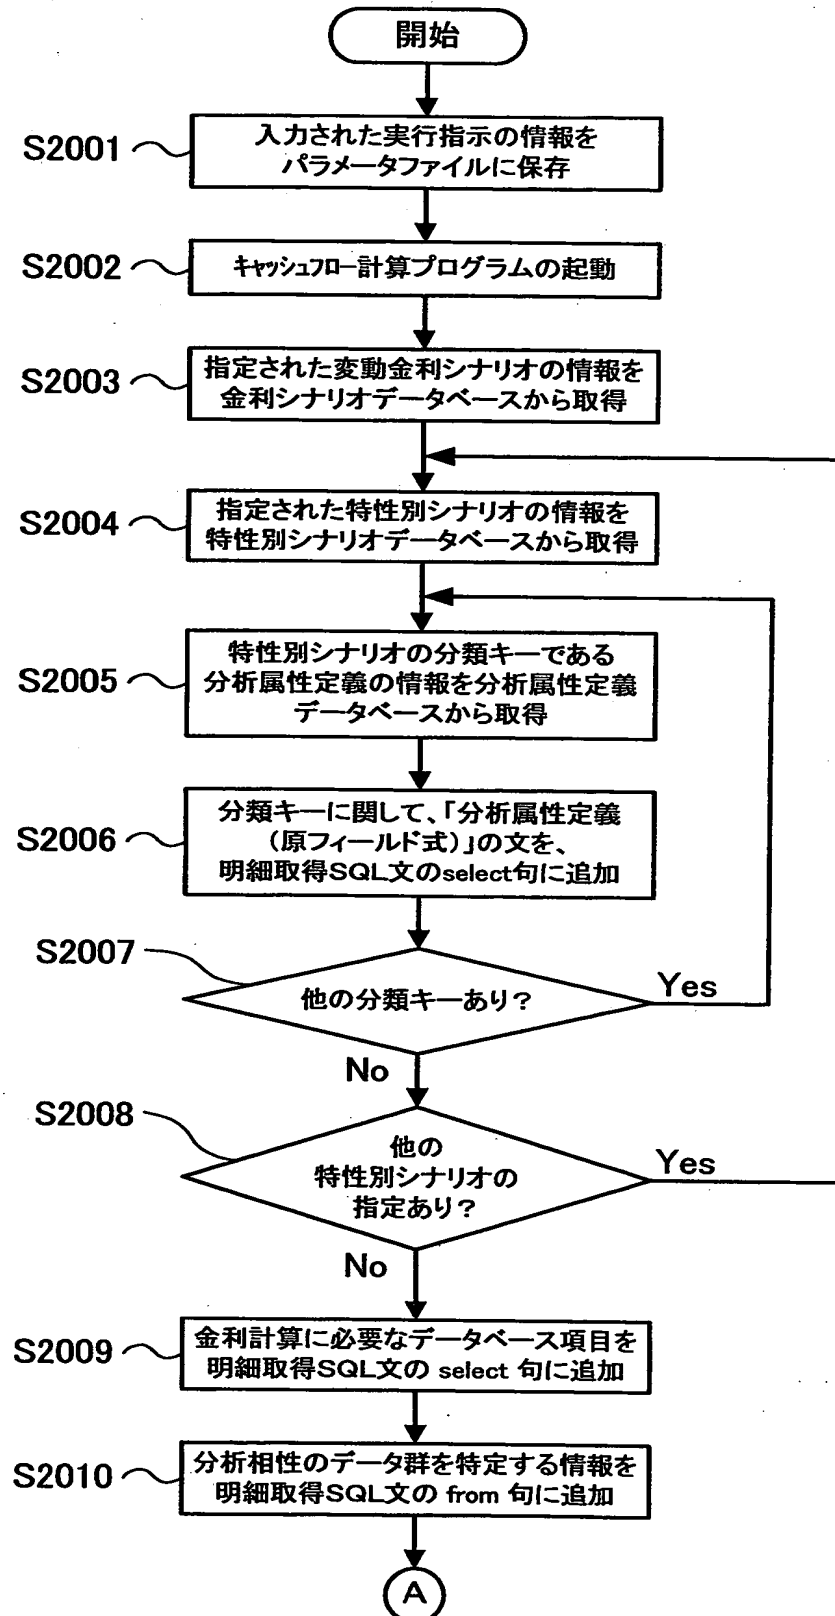 開始
S2001
入力された実行指示の情報を
パラメータファイルに保存
S2002
キャッシュフロー計算プログラムの起動
S2003
指定された変動金利シナリオの情報を
金利シナリオデータベースから取得
S2004
指定された特性別シナリオの情報を
特性別シナリオデータベースから取得
S2005
特性別シナリオの分類キーである
分析属性定義の情報を分析属性定義
データベースから取得
S2006
分類キーに関して、「分析属性定義
(原フィールド式)」の文を、
明細取得SQL文のselect句に追加
S2007
他の分類キーあり?
Yes
No
S2008
他の
特性別シナリオの
指定あり?
Yes
No
S2009
金利計算に必要なデータベース項目を
明細取得SQL文の select 句に追加
S2010
分析相性のデータ群を特定する情報を
明細取得SQL文の from 句に追加
A